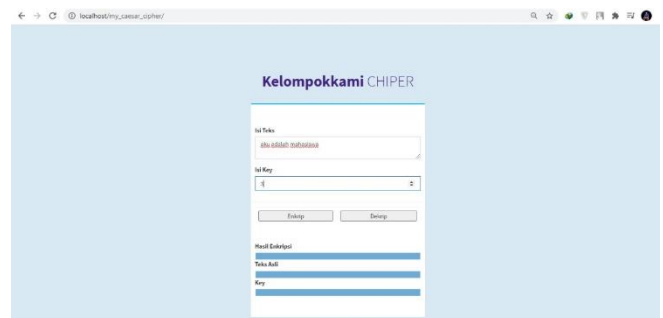 localhost/my_caesar_cipher/
Kelompokkami CHIPER
Isi Teks
aku adalah mahasiswa
Isi Key
Enkrip Dekrip
Hasil Enkripsi
Teks Asli
Key